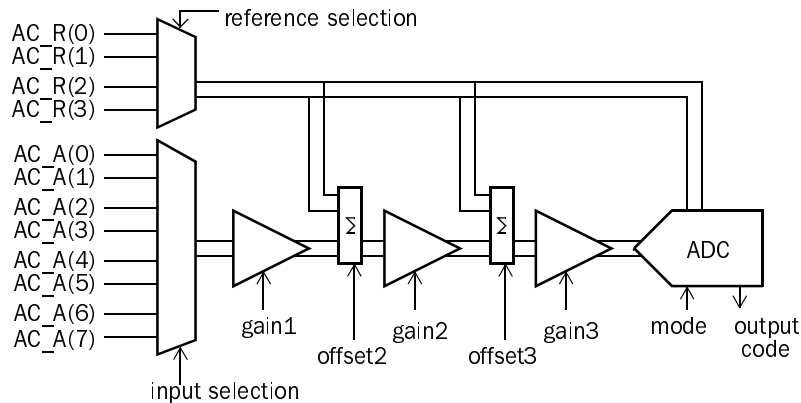 reference selection
AC_R(0)
AC_R(1)
AC_R(2)
AC_R(3)
AC_A(0)
AC_A(1)
AC_A(2)
AC_A(3)
AC_A(4)
AC_A(5)
AC_A(6)
AC_A(7)
Σ
Σ
ADC
gain1
gain2
gain3
mode
output
code
offset2
offset3
input selection